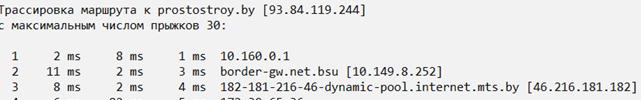 Трассировка маршрута к prostostroy.by [93.84.119.244]
с максимальным числом прыжков 30:
1 2 ms 8 ms 1 ms 10.160.0.1
2 11 ms 2 ms 3 ms border-gw.net.bsu [10.149.8.252]
3 8 ms 2 ms 4 ms 182-181-216-46-dynamic-pool.internet.mts.by [46.216.181.182]